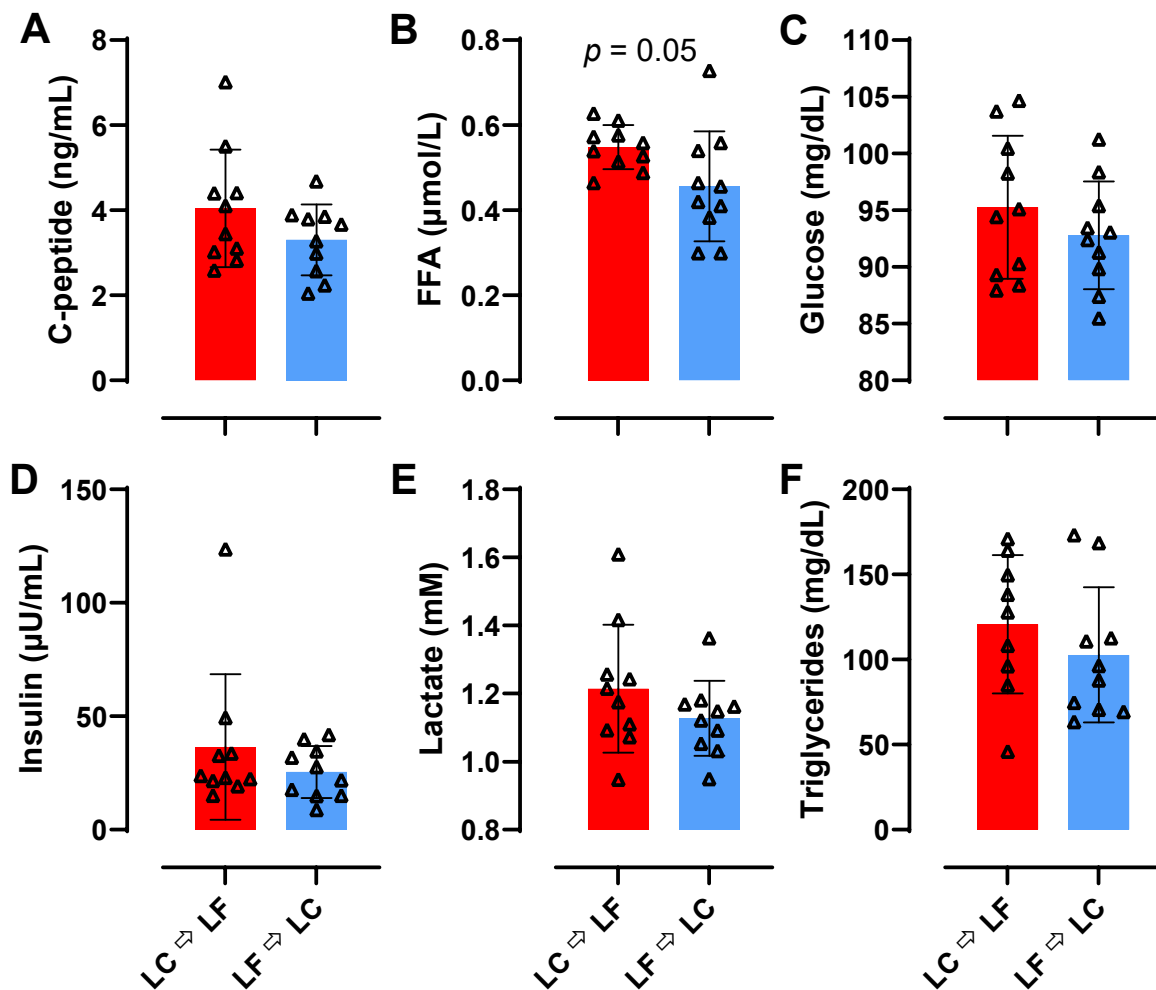 A
C-peptide (ng/mL)
8
6
4
2
0
B
FFA (µmol/L)
0.8
0.6
0.4
0.2
0.0
p = 0.05
C
Glucose (mg/dL)
110
105
100
95
90
85
80
D
Insulin (µU/mL)
150
100
50
0
E
Lactate (mM)
1.8
1.6
1.4
1.2
1.0
0.8
F
Triglycerides (mg/dL)
200
150
100
50
0
LC ⇨ LF
LF ⇨ LC
LC ⇨ LF
LF ⇨ LC
LC ⇨ LF
LF ⇨ LC